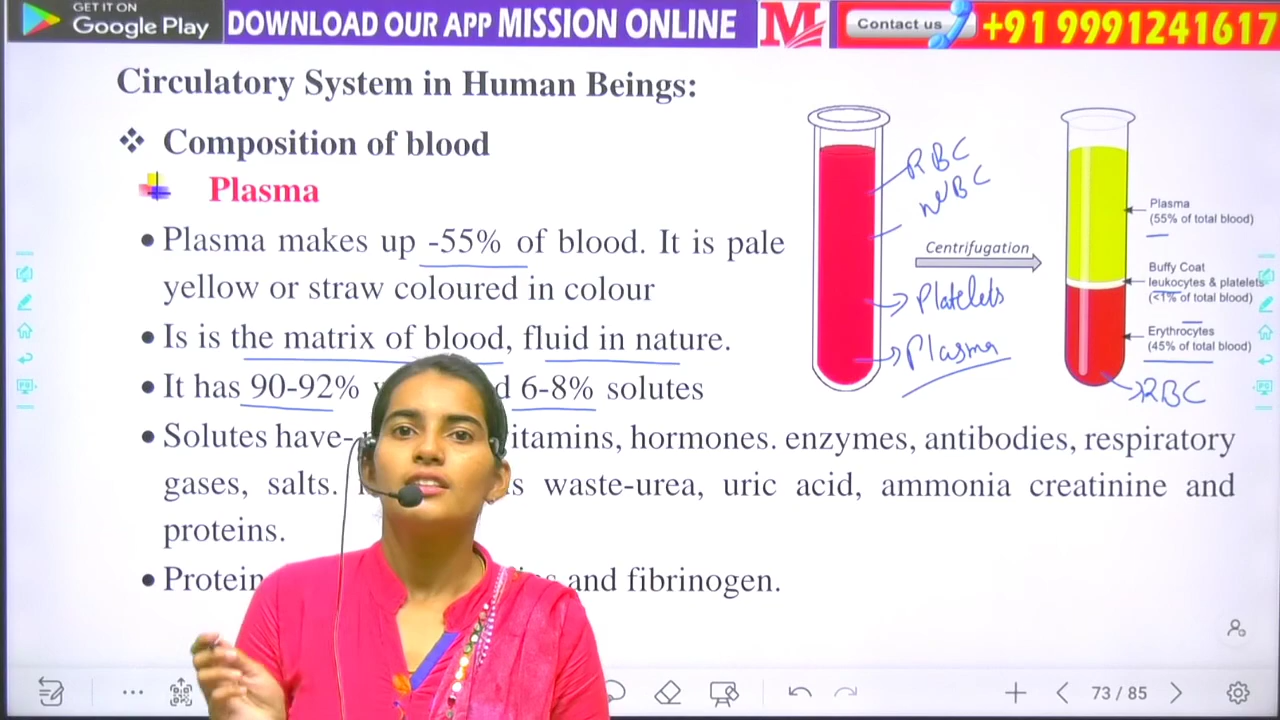 GET IT ON
Google Play
DOWNLOAD OUR APP MISSION ONLINE
M
Contact us
+91 9991241617
Circulatory System in Human Beings:
❖ Composition of blood
Plasma
• Plasma makes up -55% of blood. It is pale
yellow or straw coloured in colour
• Is is the matrix of blood, fluid in nature.
• It has 90-92% 6-8% solutes
• Solutes have- hormones. enzymes, antibodies, respiratory
gases, salts. waste-urea, uric acid, ammonia creatinine and
proteins.
• and fibrinogen.
RBC
WBC
Platelets
Plasma
Centrifugation
Plasma
(55% of total blood)
Buffy Coat
leukocytes & platelets
(<1% of total blood)
Erythrocytes
(45% of total blood)
RBC
73 / 85